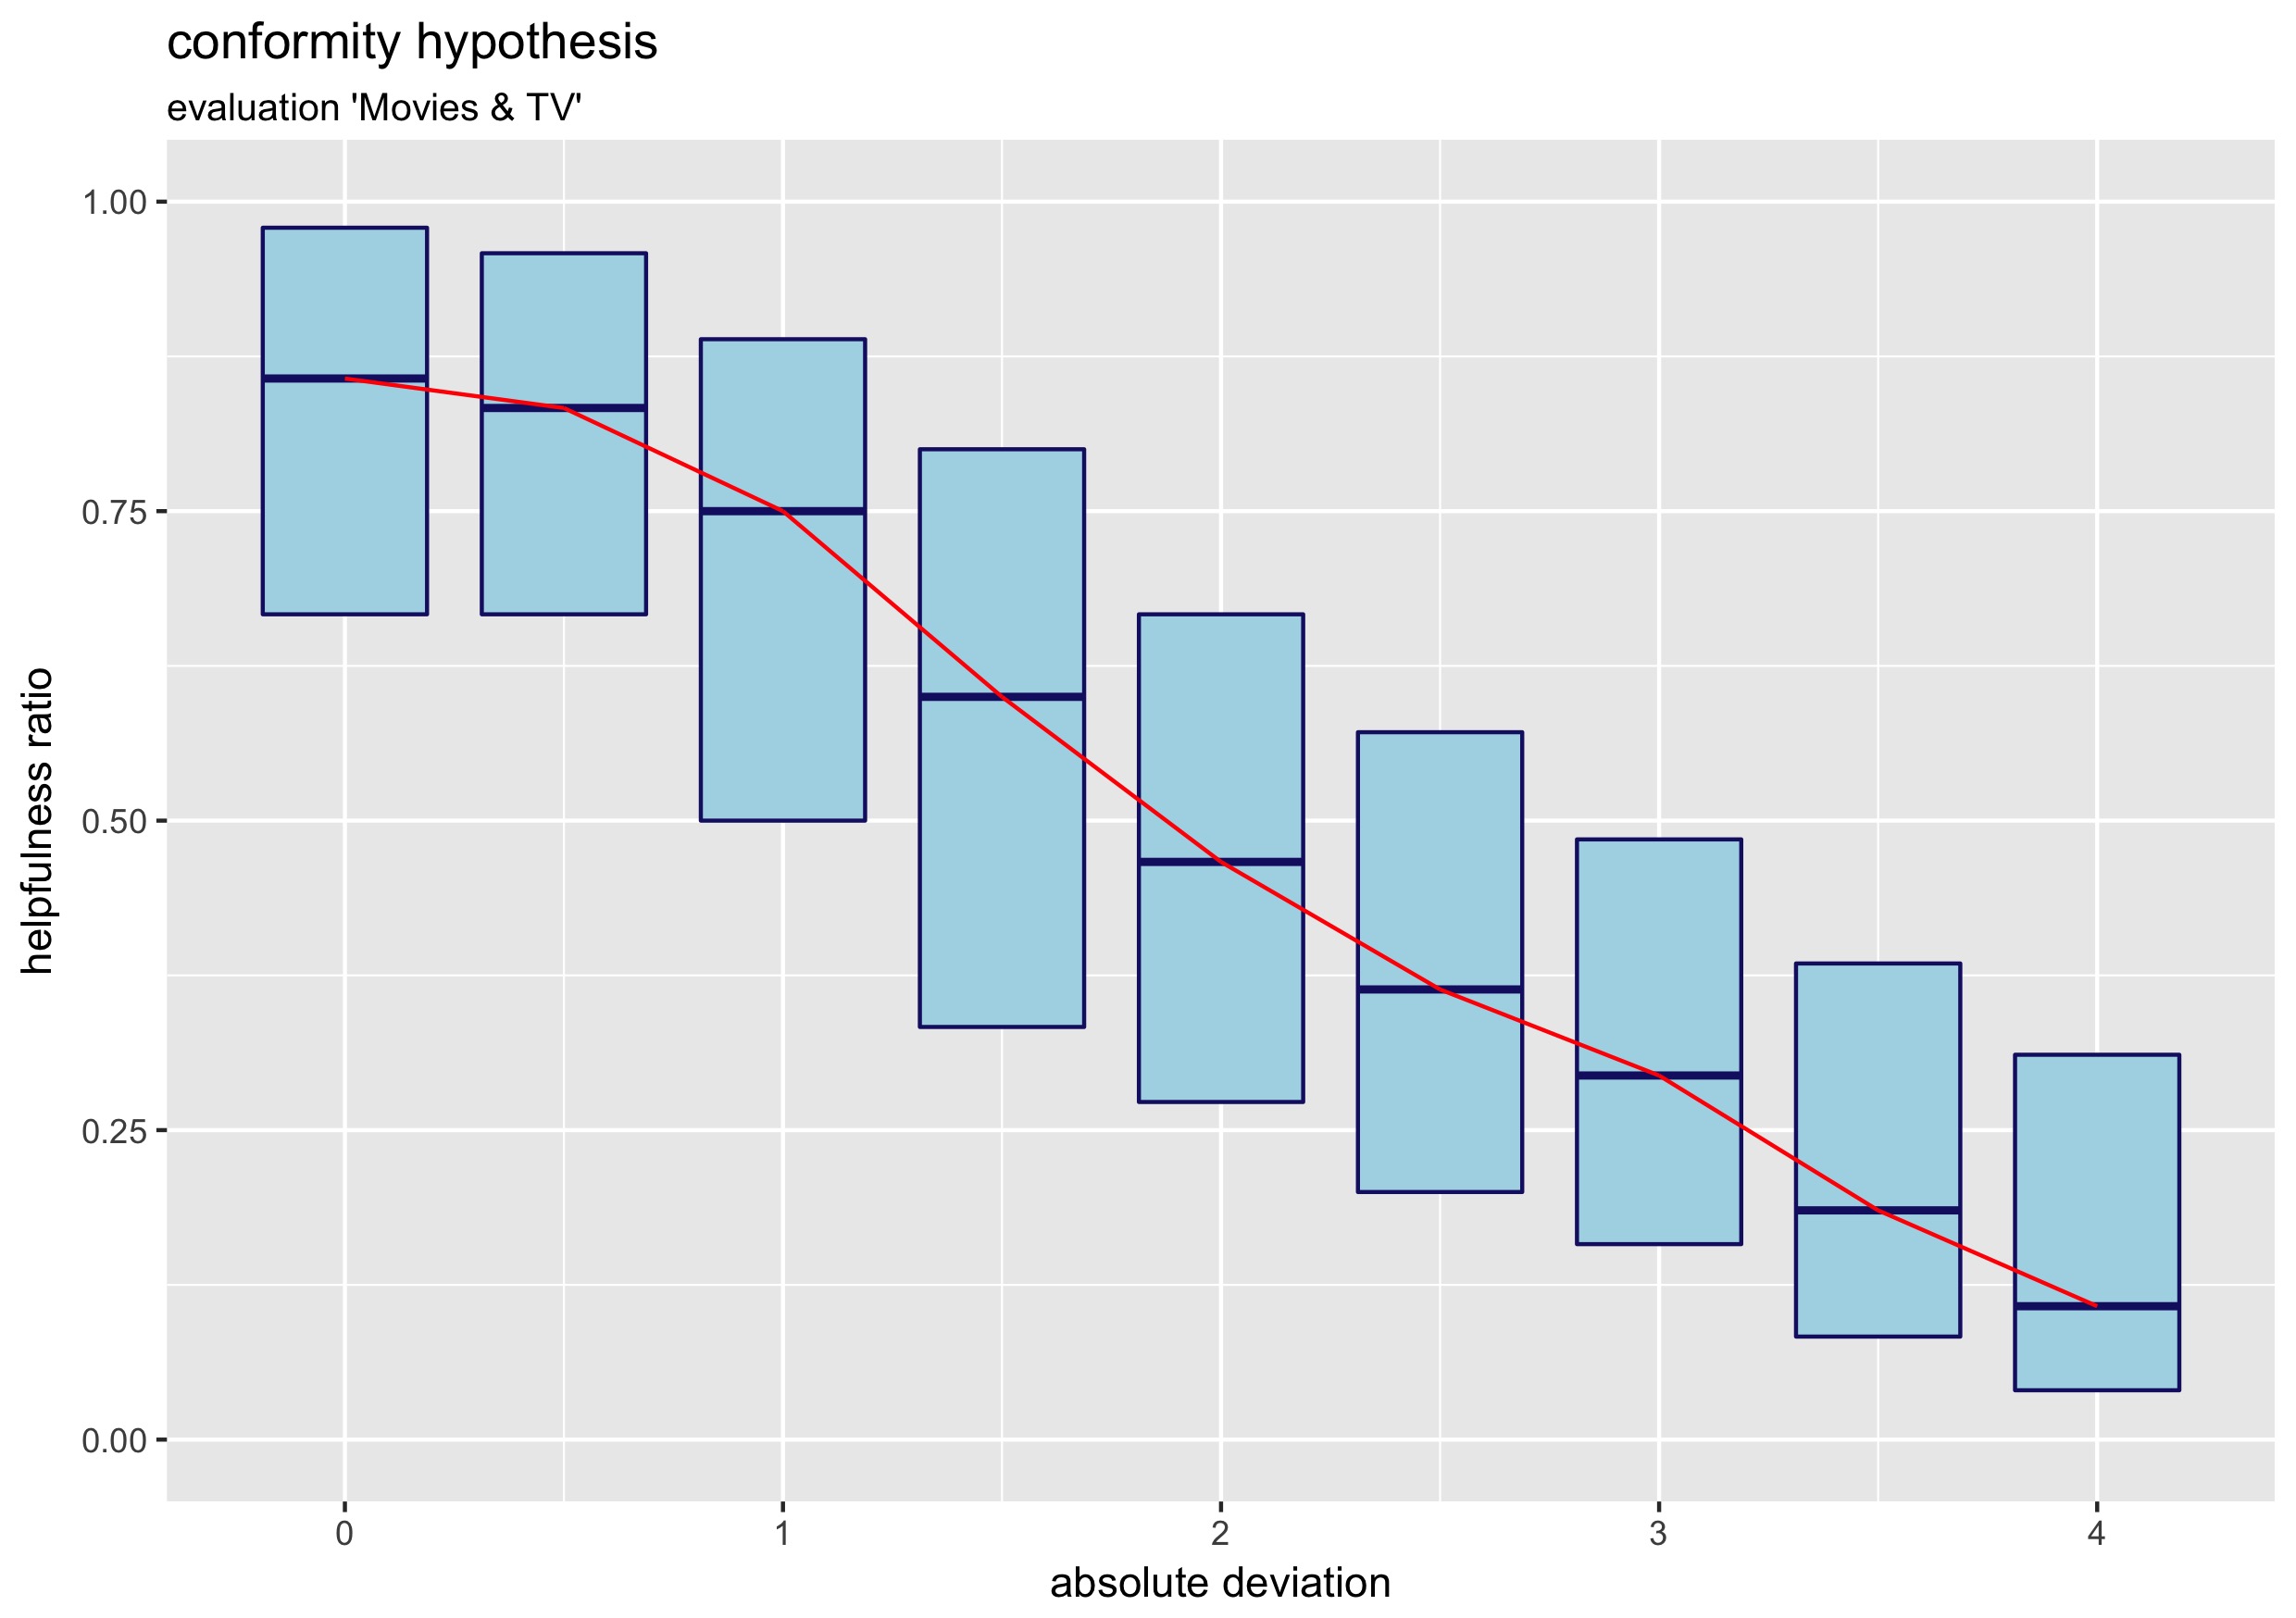 conformity hypothesis
evaluation 'Movies & TV'
helpfulness ratio
1.00
0.75
0.50
0.25
0.00
0 1 2 3 4
absolute deviation